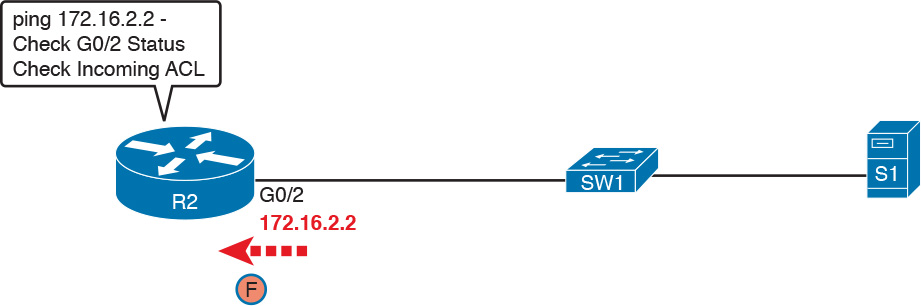 ping 172.16.2.2 -
Check G0/2 Status
Check Incoming ACL
R2
G0/2
172.16.2.2
F
SW1
S1